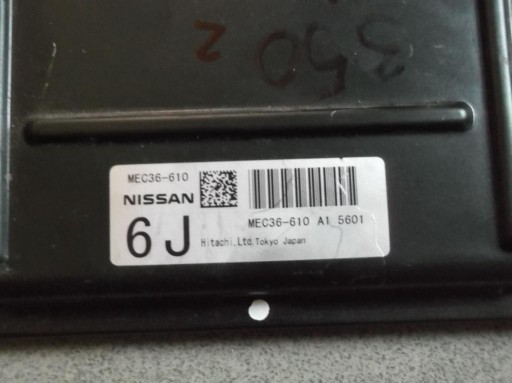 350Z
MEC36-610
NISSAN
MEC36-610 A1 5601
6J
Hitachi,Ltd.Tokyo Japan